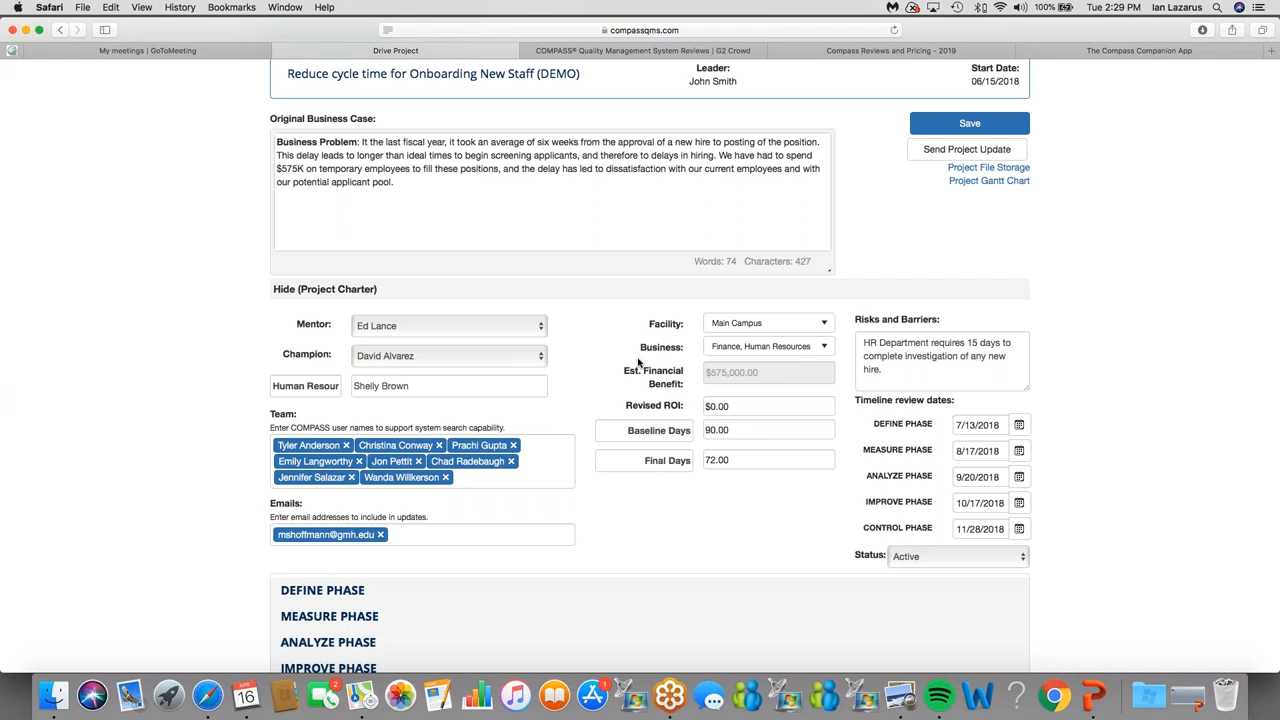 Safari File Edit View History Bookmarks Window Help 100% Tue 2:29 PM Ian Lazarus
compassqms.com
My meetings | GoToMeeting Drive Project COMPASS® Quality Management System Reviews | G2 Crowd Compass Reviews and Pricing - 2019 The Compass Companion App
Reduce cycle time for Onboarding New Staff (DEMO)
Leader:
John Smith
Start Date:
06/15/2018
Original Business Case:
Business Problem: It the last fiscal year, it took an average of six weeks from the approval of a new hire to posting of the position.
This delay leads to longer than ideal times to begin screening applicants, and therefore to delays in hiring. We have had to spend
$575K on temporary employees to fill these positions, and the delay has led to dissatisfaction with our current employees and with
our potential applicant pool.
Words: 74 Characters: 427
Save
Send Project Update
Project File Storage
Project Gantt Chart
Hide (Project Charter)
Mentor: Ed Lance
Champion: David Alvarez
Human Resour Shelly Brown
Team:
Enter COMPASS user names to support system search capability.
Tyler Anderson × Christina Conway × Prachi Gupta ×
Emily Langworthy × Jon Pettit × Chad Radebaugh ×
Jennifer Salazar × Wanda Willkerson ×
Emails:
Enter email addresses to include in updates.
mshoffmann@gmh.edu ×
Facility: Main Campus
Business: Finance, Human Resources
Est. Financial
Benefit:
$575,000.00
Revised ROI: $0.00
Baseline Days 90.00
Final Days 72.00
Risks and Barriers:
HR Department requires 15 days to
complete investigation of any new
hire.
Timeline review dates:
DEFINE PHASE 7/13/2018
MEASURE PHASE 8/17/2018
ANALYZE PHASE 9/20/2018
IMPROVE PHASE 10/17/2018
CONTROL PHASE 11/28/2018
Status: Active
DEFINE PHASE
MEASURE PHASE
ANALYZE PHASE
IMPROVE PHASE
APR
16
2
1